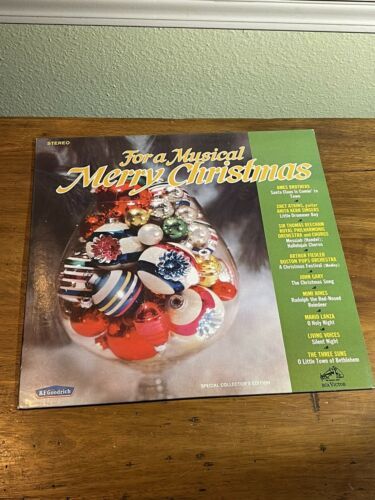 STEREO
For a Musical
Merry Christmas
AMES BROTHERS
Santa Claus Is Comin' to
Town
CHET ATKINS, guitar
ANITA KERR SINGERS
Little Drummer Boy
SIR THOMAS BEECHAM
ROYAL PHILHARMONIC
ORCHESTRA and CHORUS
Messiah (Handel):
Hallelujah Chorus
ARTHUR FIEDLER
BOSTON POPS ORCHESTRA
A Christmas Festival (Medley)
JOHN GARY
The Christmas Song
MIMI HINES
Rudolph the Red-Nosed
Reindeer
MARIO LANZA
O Holy Night
LIVING VOICES
Silent Night
THE THREE SUNS
O Little Town of Bethlehem
B.F.Goodrich
SPECIAL COLLECTOR'S EDITION
RCA Victor